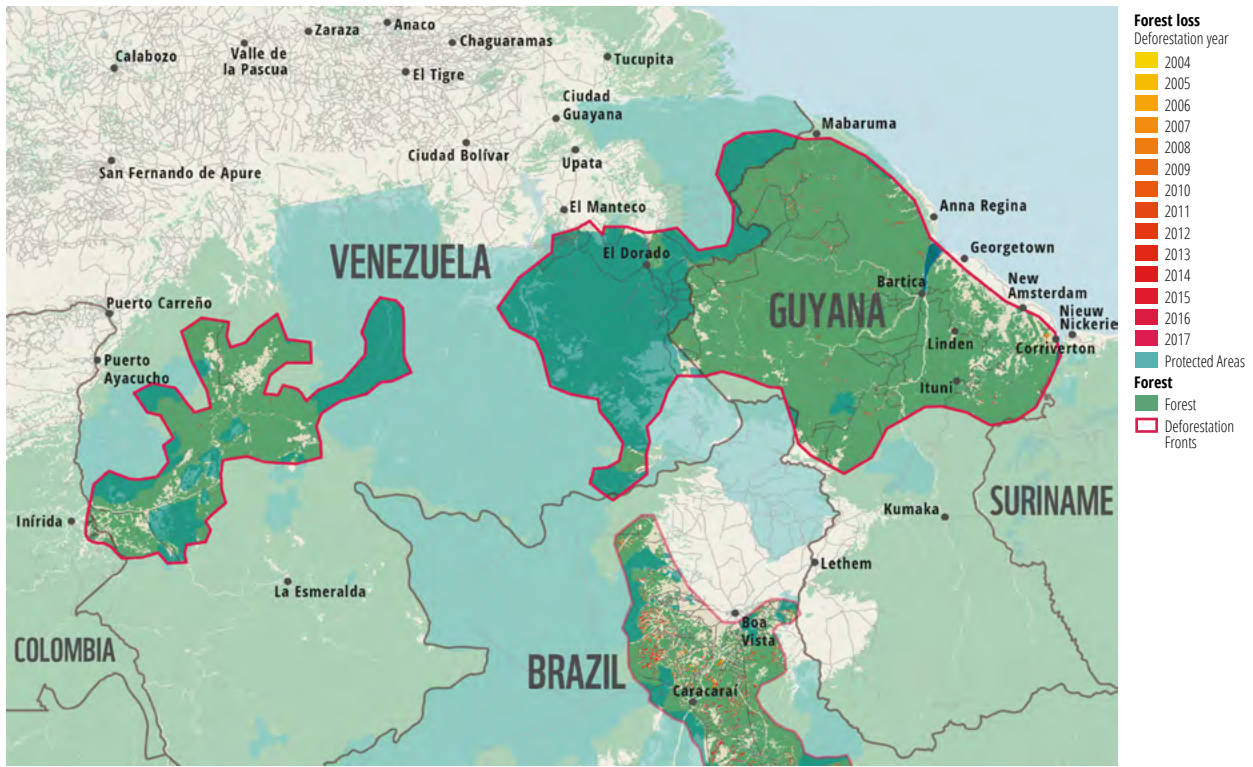 Zaraza
Anaco
Chaguaramas
Calabozo
Valle de
la Pascua
El Tigre
Tucupita
Ciudad
Guayana
Mabaruma
Ciudad Bolívar
Upata
San Fernando de Apure
El Manteco
Anna Regina
VENEZUELA
El Dorado
Georgetown
Bartica
New
Amsterdam
GUYANA
Puerto Carreño
Nieuw
Nickerie
Linden
Corriverton
Puerto
Ayacucho
Ituni
SURINAME
Inírida
Kumaka
Lethem
La Esmeralda
Boa
Vista
COLOMBIA
BRAZIL
Caracaraí
Forest loss
Deforestation year
2004
2005
2006
2007
2008
2009
2010
2011
2012
2013
2014
2015
2016
2017
Protected Areas
Forest
Forest
Deforestation
Fronts